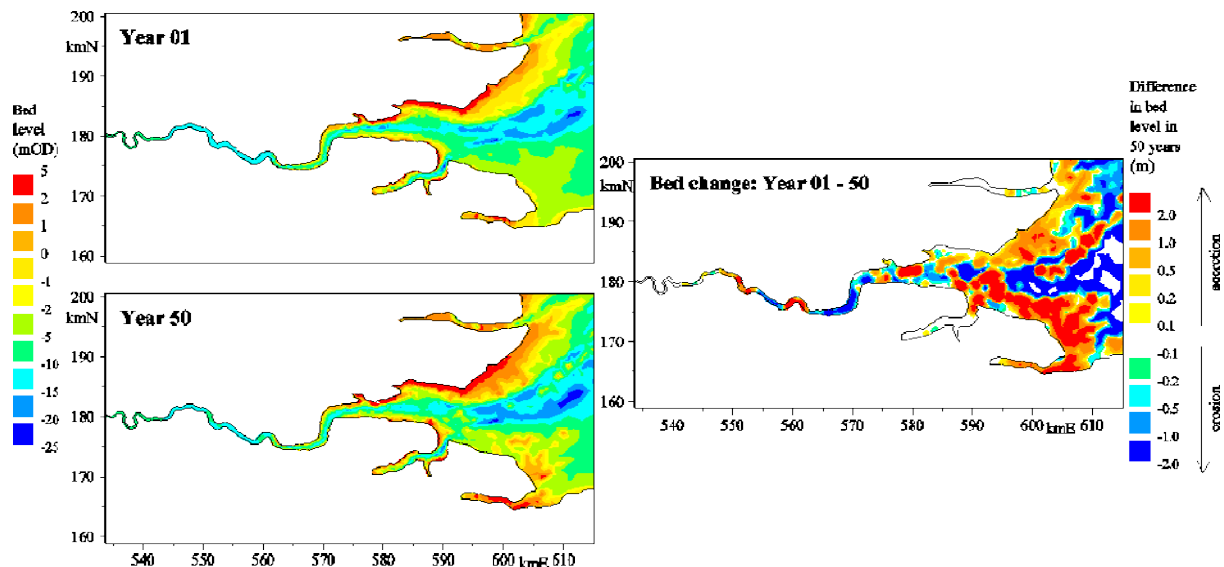 200
kmN
190
180
170
160
Year 01
Bed
level
(mOD)
5
2
1
0
-1
-2
-5
-10
-15
-20
-25
200
kmN
190
180
170
160
Year 50
540
550
560
570
580
590
600
kmE
610
200
kmN
190
180
170
160
Bed change: Year 01 - 50
540
550
560
570
580
590
600
kmE
610
Difference
in bed
level in
50 years
(m)
2.0
1.0
0.5
0.2
0.1
-0.1
-0.2
-0.5
-1.0
-2.0
accretion
erosion